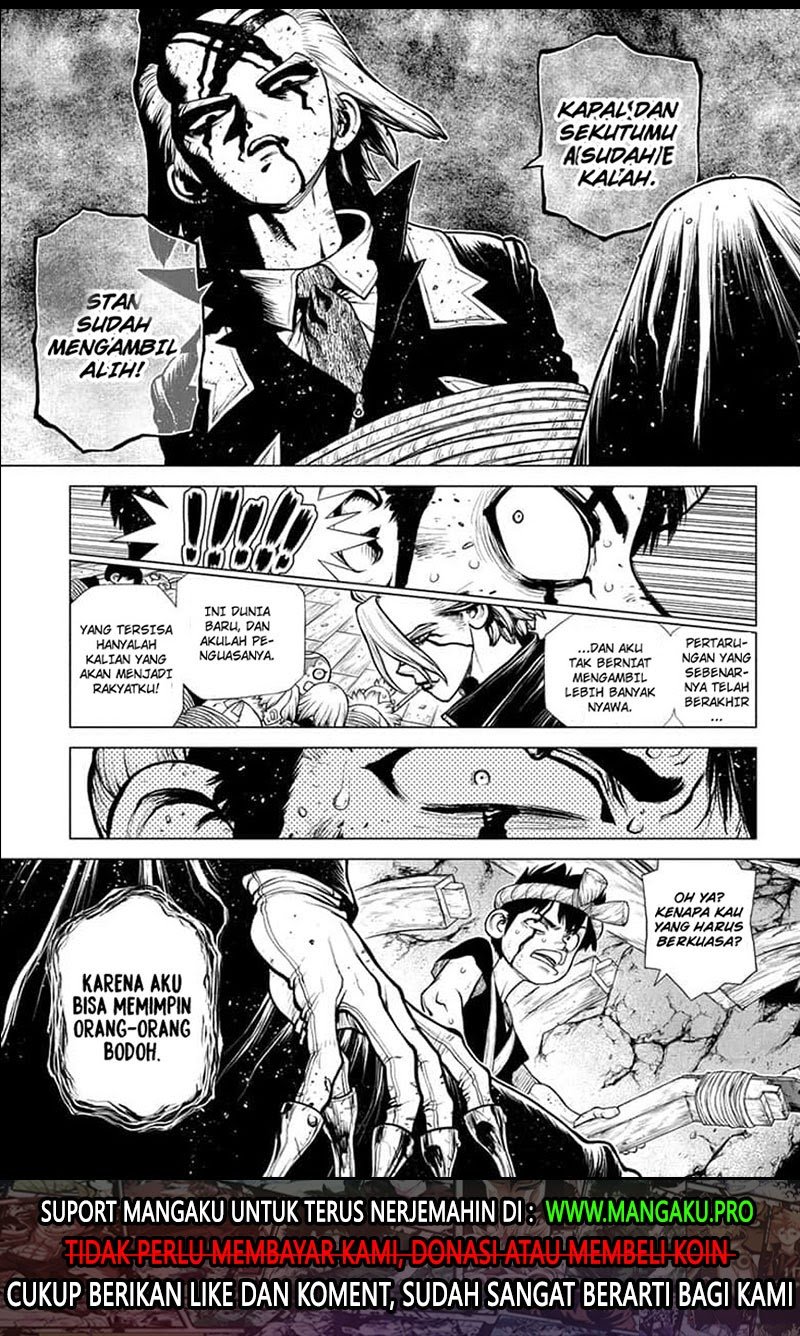 KAPAL DAN
SEKUTUMU
SUDAH
KALAH.
STAN
SUDAH
MENGAMBIL
ALIH!
!!!!!
PERTARU-
NGAN YANG
SEBENAR-
NYA TELAH
BERAKHIR
...
...DAN AKU
TAK BERNIAT
MENGAMBIL
LEBIH BANYAK
NYAWA.
INI DUNIA
BARU, DAN
AKULAH PE-
NGUASANYA.
YANG TERSISA
HANYALAH
KALIAN YANG
AKAN MENJADI
RAKYATKU!
OH YA?
KENAPA KAU
YANG HARUS
BERKUASA?
KARENA AKU
BISA MEMIMPIN
ORANG-ORANG
BODOH.
SUPORT MANGAKU UNTUK TERUS NERJEMAHIN DI : WWW.MANGAKU.PRO
TIDAK PERLU MEMBAYAR KAMI, DONASI ATAU MEMBELI KOIN
CUKUP BERIKAN LIKE DAN KOMENT, SUDAH SANGAT BERARTI BAGI KAMI